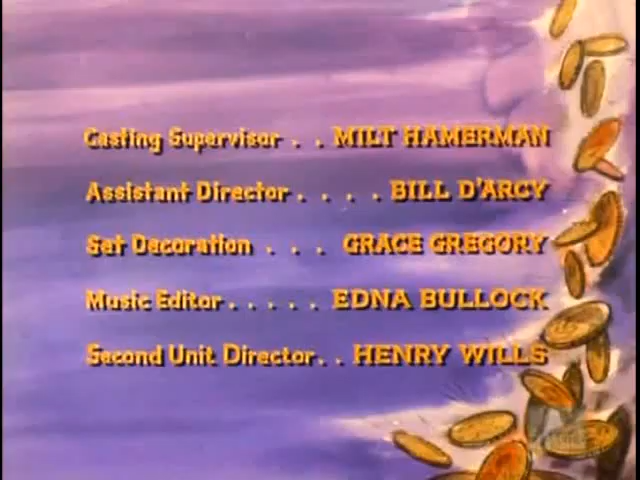 Casting Supervisor . . MILT HAMERMAN
Assistant Director . . . . BILL D'ARCY
Set Decoration . . . GRACE GREGORY
Music Editor . . . . . EDNA BULLOCK
Second Unit Director . . HENRY WILLS